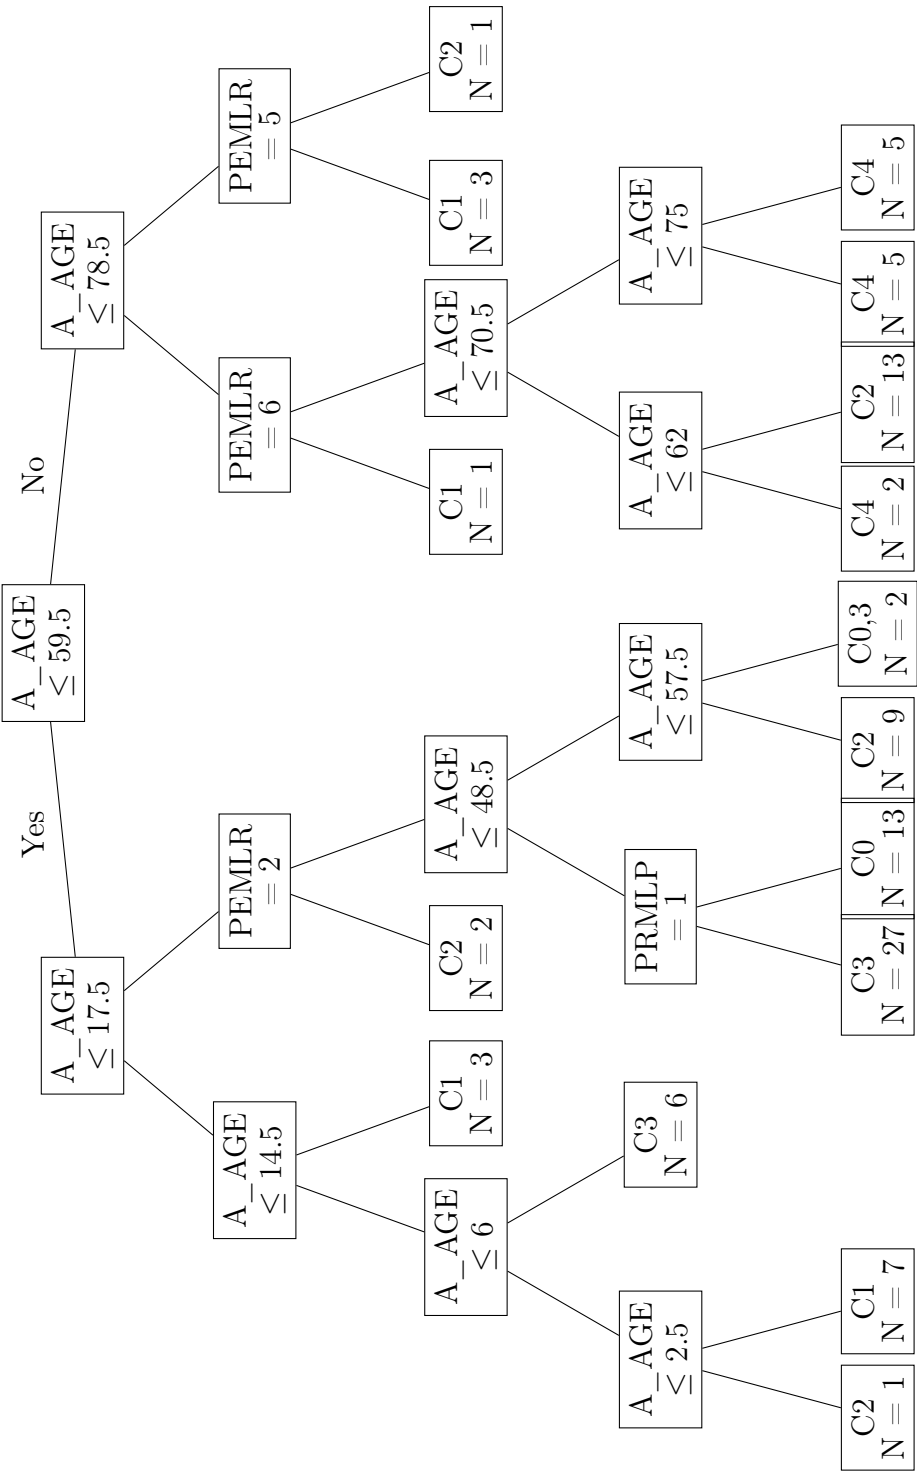 A_AGE
≤ 59.5
Yes
No
A_AGE
≤ 17.5
A_AGE
≤ 78.5
A_AGE
≤ 14.5
PEMLR
= 2
PEMLR
= 6
PEMLR
= 5
A_AGE
≤ 6
C1
N = 3
C2
N = 2
A_AGE
≤ 48.5
C1
N = 1
A_AGE
≤ 70.5
C1
N = 3
C2
N = 1
A_AGE
≤ 2.5
C3
N = 6
PRMLP
= 1
A_AGE
≤ 57.5
A_AGE
≤ 62
A_AGE
≤ 75
C2
N = 1
C1
N = 7
C3
N = 27
C0
N = 13
C2
N = 9
C0,3
N = 2
C4
N = 2
C2
N = 13
C4
N = 5
C4
N = 5